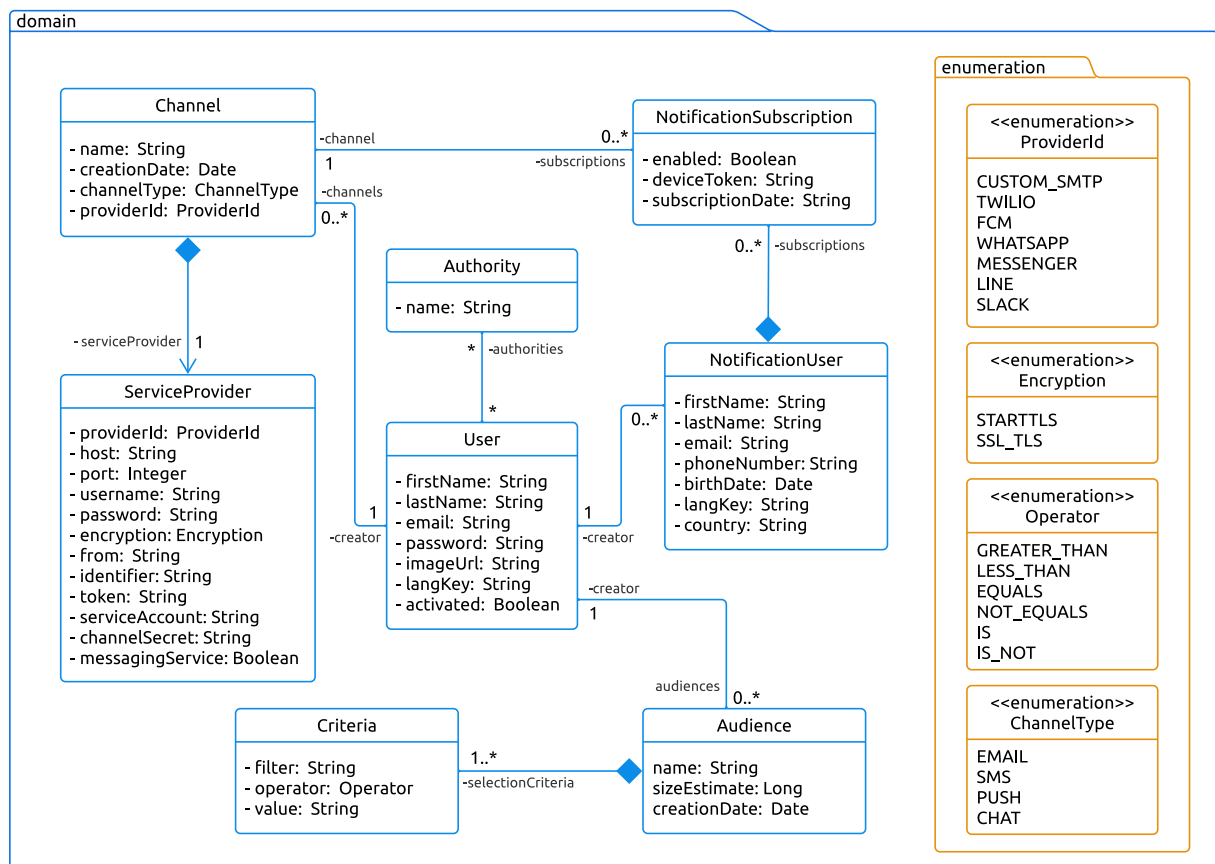 domain
Channel
- name: String
- creationDate: Date
- channelType: ChannelType
- providerId: ProviderId
-channel
1
0..*
-subscriptions
-channels
0..*
NotificationSubscription
- enabled: Boolean
- deviceToken: String
- subscriptionDate: String
0..*
-subscriptions
Authority
- name: String
* -authorities
*
- serviceProvider 1
ServiceProvider
- providerId: ProviderId
- host: String
- port: Integer
- username: String
- password: String
- encryption: Encryption
- from: String
- identifier: String
- token: String
- serviceAccount: String
- channelSecret: String
- messagingService: Boolean
User
- firstName: String
- lastName: String
- email: String
- password: String
- imageUrl: String
- langKey: String
- activated: Boolean
1
-creator
1
-creator
0..*
NotificationUser
- firstName: String
- lastName: String
- email: String
- phoneNumber: String
- birthDate: Date
- langKey: String
- country: String
-creator
1
audiences
0..*
Criteria
- filter: String
- operator: Operator
- value: String
1..*
-selectionCriteria
Audience
name: String
sizeEstimate: Long
creationDate: Date
enumeration
<<enumeration>>
ProviderId
CUSTOM_SMTP
TWILIO
FCM
WHATSAPP
MESSENGER
LINE
SLACK
<<enumeration>>
Encryption
STARTTLS
SSL_TLS
<<enumeration>>
Operator
GREATER_THAN
LESS_THAN
EQUALS
NOT_EQUALS
IS
IS_NOT
<<enumeration>>
ChannelType
EMAIL
SMS
PUSH
CHAT